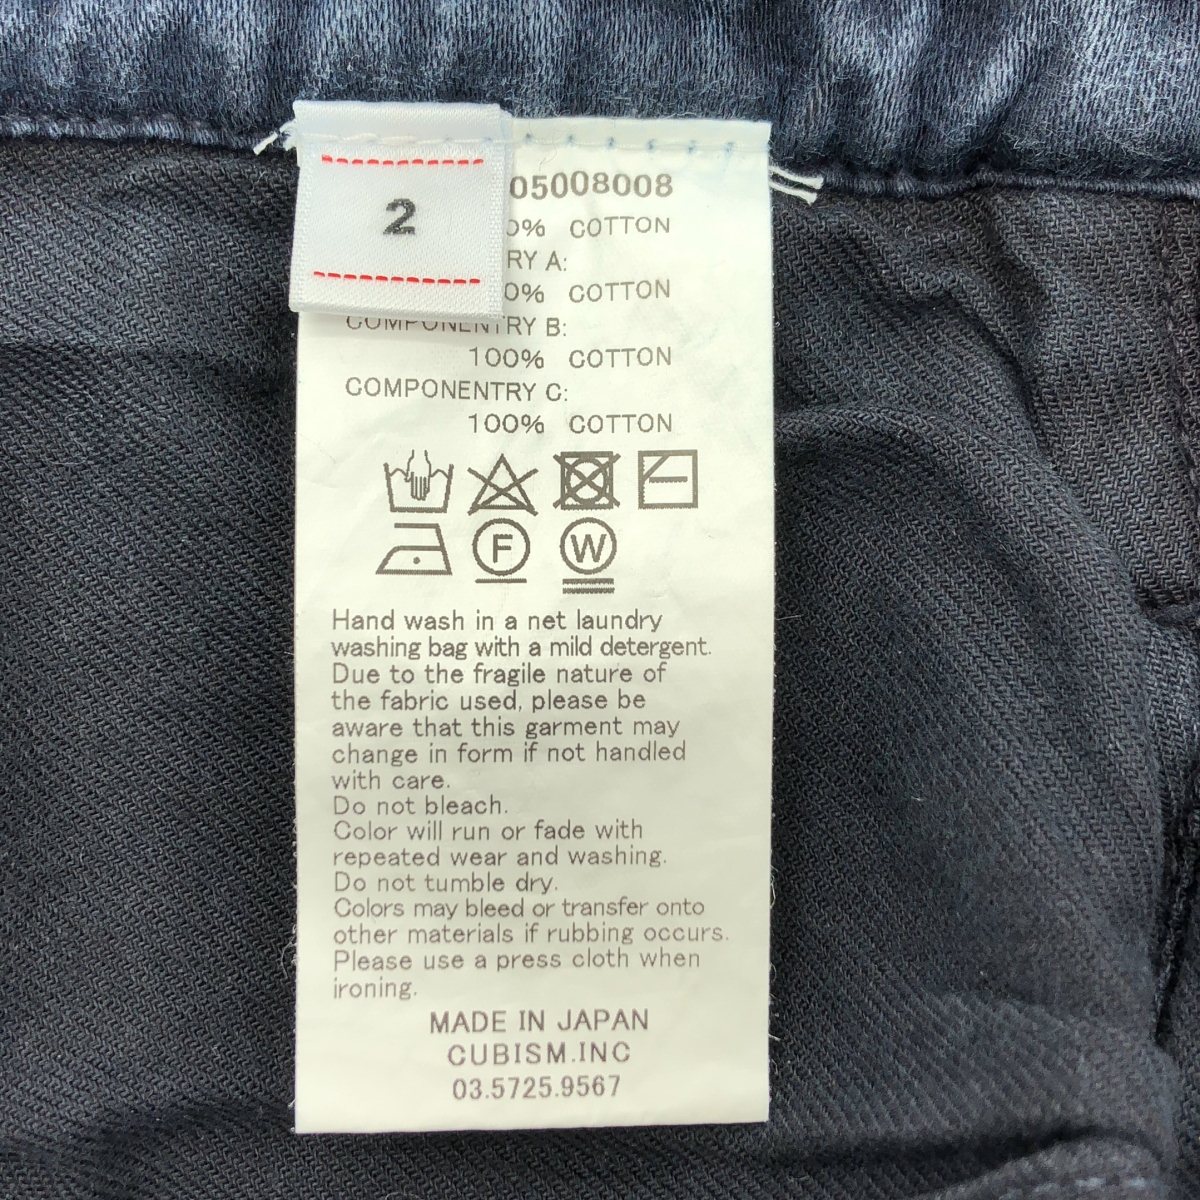 2
05008008
0% COTTON
RY A:
0% COTTON
COMPONENTRY B:
100% COTTON
COMPONENTRY C:
100% COTTON
F W
Hand wash in a net laundry
washing bag with a mild detergent.
Due to the fragile nature of
the fabric used, please be
aware that this garment may
change in form if not handled
with care.
Do not bleach.
Color will run or fade with
repeated wear and washing.
Do not tumble dry.
Colors may bleed or transfer onto
other materials if rubbing occurs.
Please use a press cloth when
ironing.
MADE IN JAPAN
CUBISM.INC
03.5725.9567